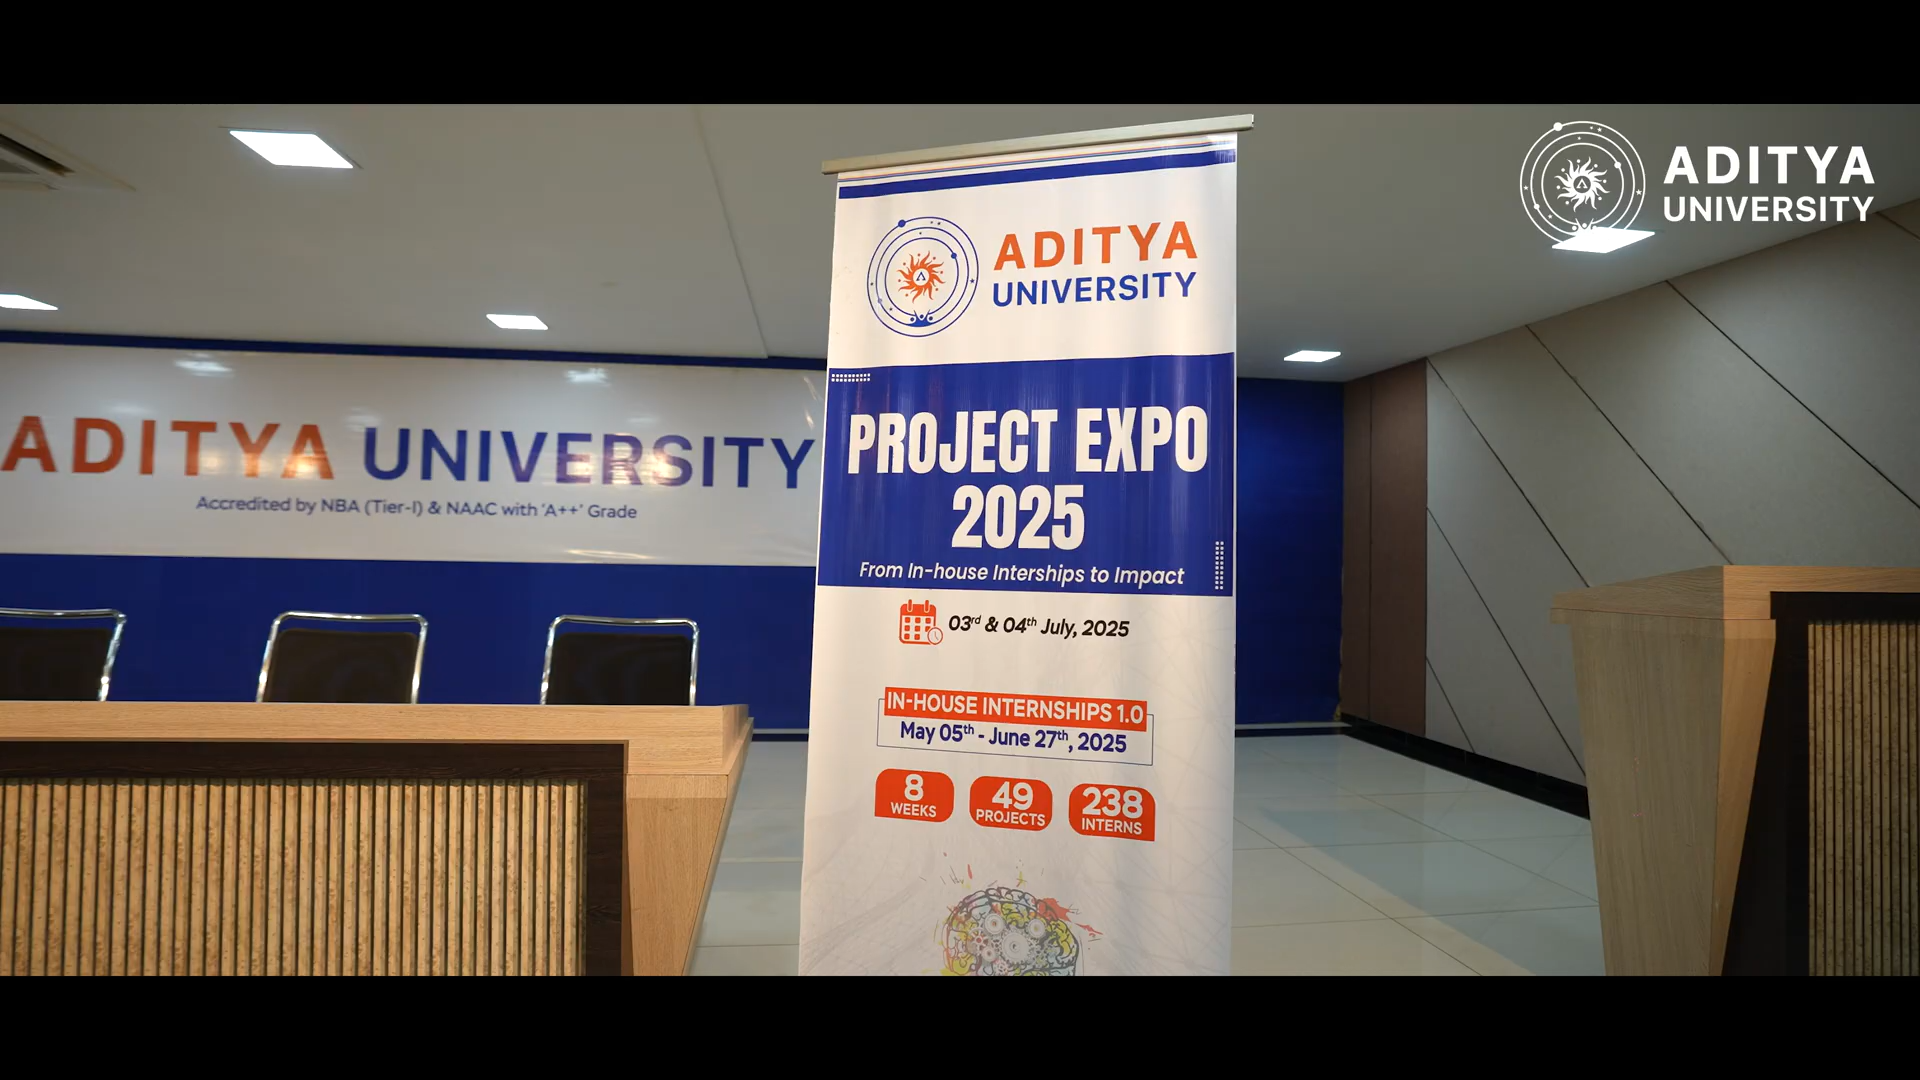 ADITYA
UNIVERSITY
ADITYA
UNIVERSITY
PROJECT EXPO
2025
From In-house Interships to Impact
03rd & 04th July, 2025
IN-HOUSE INTERNSHIPS 1.0
May 05th - June 27th, 2025
8
WEEKS
49
PROJECTS
238
INTERNS
ADITYA UNIVERSITY
Accredited by NBA (Tier-I) & NAAC with 'A++' Grade